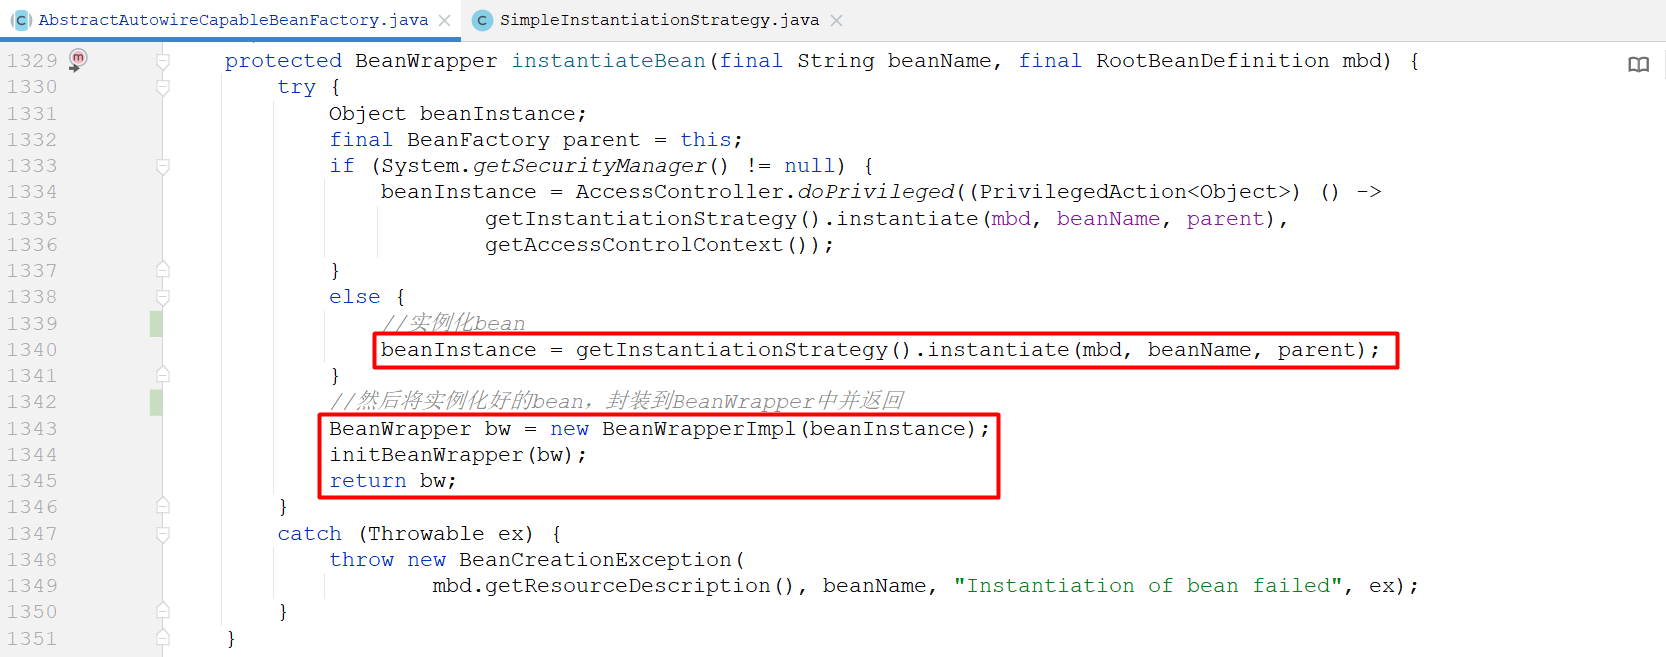 AbstractAutowireCapableBeanFactory.java SimpleInstantiationStrategy.java
1329 protected BeanWrapper instantiateBean(final String beanName, final RootBeanDefinition mbd) {
1330 try {
1331 Object beanInstance;
1332 final BeanFactory parent = this;
1333 if (System.getSecurityManager() != null) {
1334 beanInstance = AccessController.doPrivileged((PrivilegedAction<Object>) () ->
1335 getInstantiationStrategy().instantiate(mbd, beanName, parent),
1336 getAccessControlContext());
1337 }
1338 else {
1339 //实例化bean
1340 beanInstance = getInstantiationStrategy().instantiate(mbd, beanName, parent);
1341 }
1342 //然后将实例化好的bean，封装到BeanWrapper中并返回
1343 BeanWrapper bw = new BeanWrapperImpl(beanInstance);
1344 initBeanWrapper(bw);
1345 return bw;
1346 }
1347 catch (Throwable ex) {
1348 throw new BeanCreationException(
1349 mbd.getResourceDescription(), beanName, "Instantiation of bean failed", ex);
1350 }
1351 }